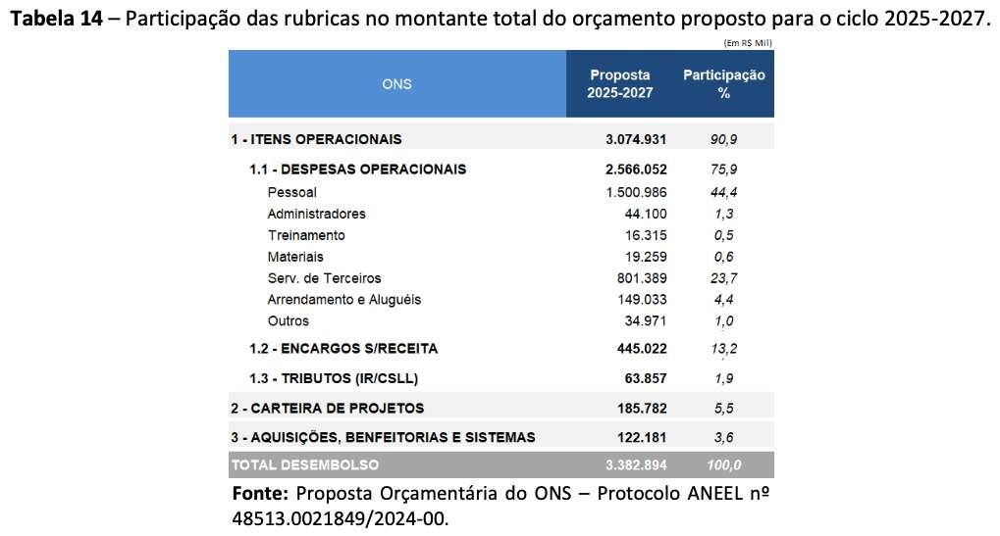 Tabela 14 – Participação das rubricas no montante total do orçamento proposto para o ciclo 2025-2027.
(Em R$ Mil)
ONS Proposta 2025-2027 Participação %
1 - ITENS OPERACIONAIS 3.074.931 90,9
1.1 - DESPESAS OPERACIONAIS 2.566.052 75,9
Pessoal 1.500.986 44,4
Administradores 44.100 1,3
Treinamento 16.315 0,5
Materiais 19.259 0,6
Serv. de Terceiros 801.389 23,7
Arrendamento e Aluguéis 149.033 4,4
Outros 34.971 1,0
1.2 - ENCARGOS S/RECEITA 445.022 13,2
1.3 - TRIBUTOS (IR/CSLL) 63.857 1,9
2 - CARTEIRA DE PROJETOS 185.782 5,5
3 - AQUISIÇÕES, BENFEITORIAS E SISTEMAS 122.181 3,6
TOTAL DESEMBOLSO 3.382.894 100,0
Fonte: Proposta Orçamentária do ONS – Protocolo ANEEL nº
48513.0021849/2024-00.